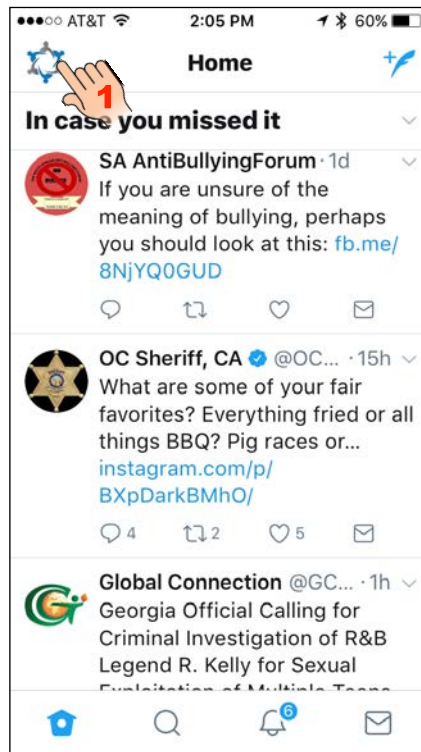 AT&T 2:05 PM 60%
Home
1
In case you missed it
SA AntiBullyingForum · 1d
If you are unsure of the
meaning of bullying, perhaps
you should look at this: fb.me/
8NjYQ0GUD
OC Sheriff, CA @OC... · 15h
What are some of your fair
favorites? Everything fried or all
things BBQ? Pig races or...
instagram.com/p/
BXpDarkBMhO/
4 2 5
Global Connection @GC... · 1h
Georgia Official Calling for
Criminal Investigation of R&B
Legend R. Kelly for Sexual
Exploitation of Multiple Teens
6